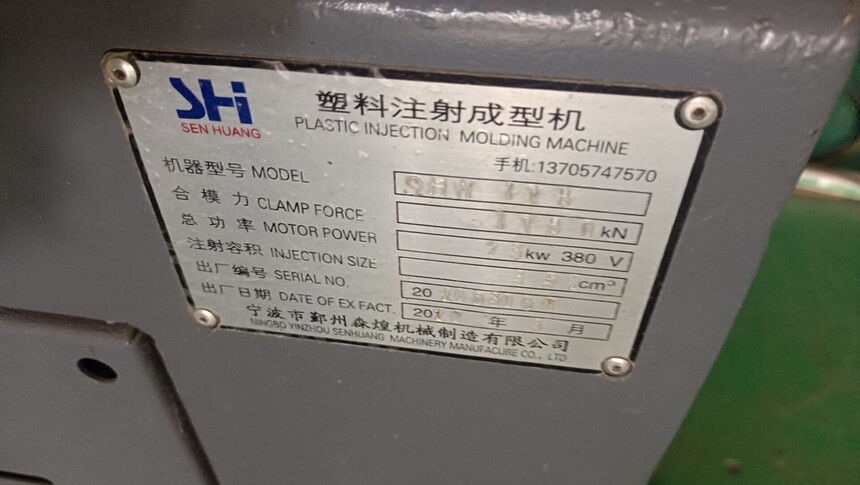 SHi
SEN HUANG
塑料注射成型机
PLASTIC INJECTION MOLDING MACHINE
手机:13705747570
机器型号 MODEL
合模力 CLAMP FORCE kN
总功率 MOTOR POWER kw 380 V
注射容积 INJECTION SIZE cm³
出厂编号 SERIAL NO. 20
出厂日期 DATE OF EX FACT. 20 年 月
宁波市鄞州森煌机械制造有限公司
NINGBO YINZHOU SENHUANG MACHINERY MANUFACURE CO., LTD